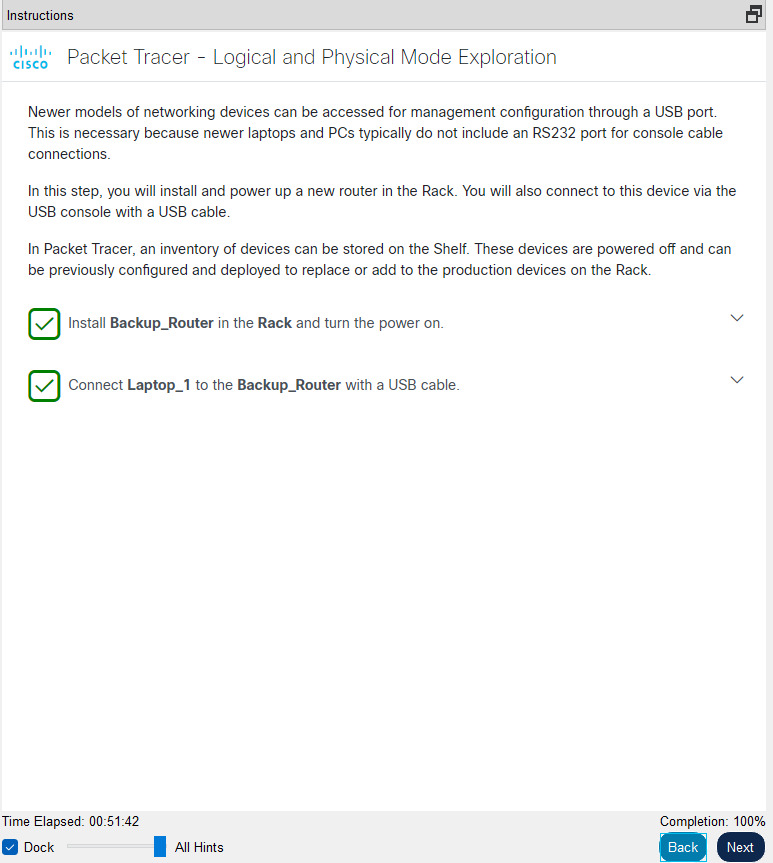 Instructions
CISCO
Packet Tracer - Logical and Physical Mode Exploration
Newer models of networking devices can be accessed for management configuration through a USB port.
This is necessary because newer laptops and PCs typically do not include an RS232 port for console cable
connections.
In this step, you will install and power up a new router in the Rack. You will also connect to this device via the
USB console with a USB cable.
In Packet Tracer, an inventory of devices can be stored on the Shelf. These devices are powered off and can
be previously configured and deployed to replace or add to the production devices on the Rack.
Install Backup_Router in the Rack and turn the power on.
Connect Laptop_1 to the Backup_Router with a USB cable.
Time Elapsed: 00:51:42 Completion: 100%
Dock All Hints Back Next